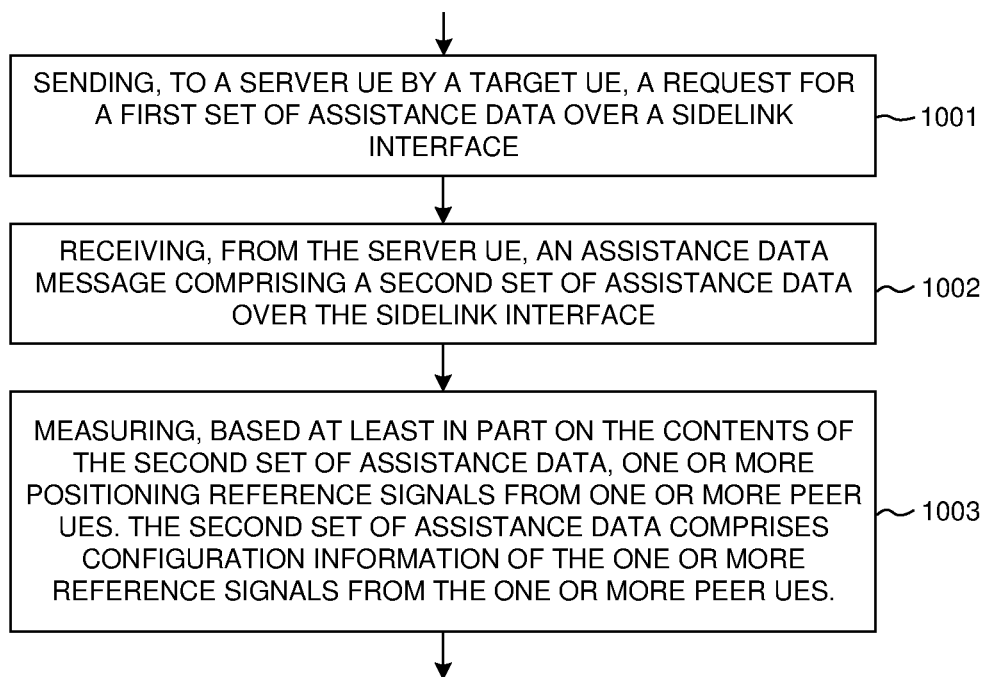 SENDING, TO A SERVER UE BY A TARGET UE, A REQUEST FOR
A FIRST SET OF ASSISTANCE DATA OVER A SIDELINK
INTERFACE
1001
RECEIVING, FROM THE SERVER UE, AN ASSISTANCE DATA
MESSAGE COMPRISING A SECOND SET OF ASSISTANCE DATA
OVER THE SIDELINK INTERFACE
1002
MEASURING, BASED AT LEAST IN PART ON THE CONTENTS OF
THE SECOND SET OF ASSISTANCE DATA, ONE OR MORE
POSITIONING REFERENCE SIGNALS FROM ONE OR MORE PEER
UES. THE SECOND SET OF ASSISTANCE DATA COMPRISES
CONFIGURATION INFORMATION OF THE ONE OR MORE
REFERENCE SIGNALS FROM THE ONE OR MORE PEER UES.
1003